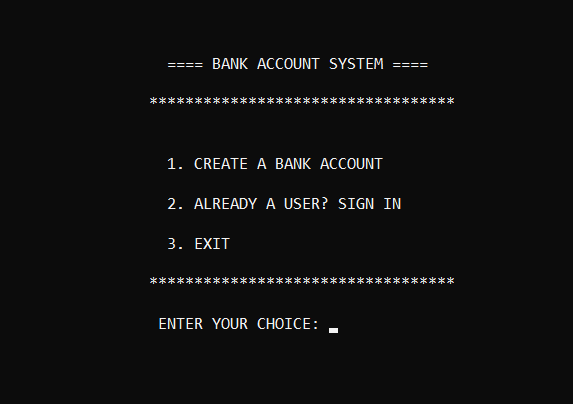 ==== BANK ACCOUNT SYSTEM ====
**********************************
1. CREATE A BANK ACCOUNT
2. ALREADY A USER? SIGN IN
3. EXIT
**********************************
ENTER YOUR CHOICE: